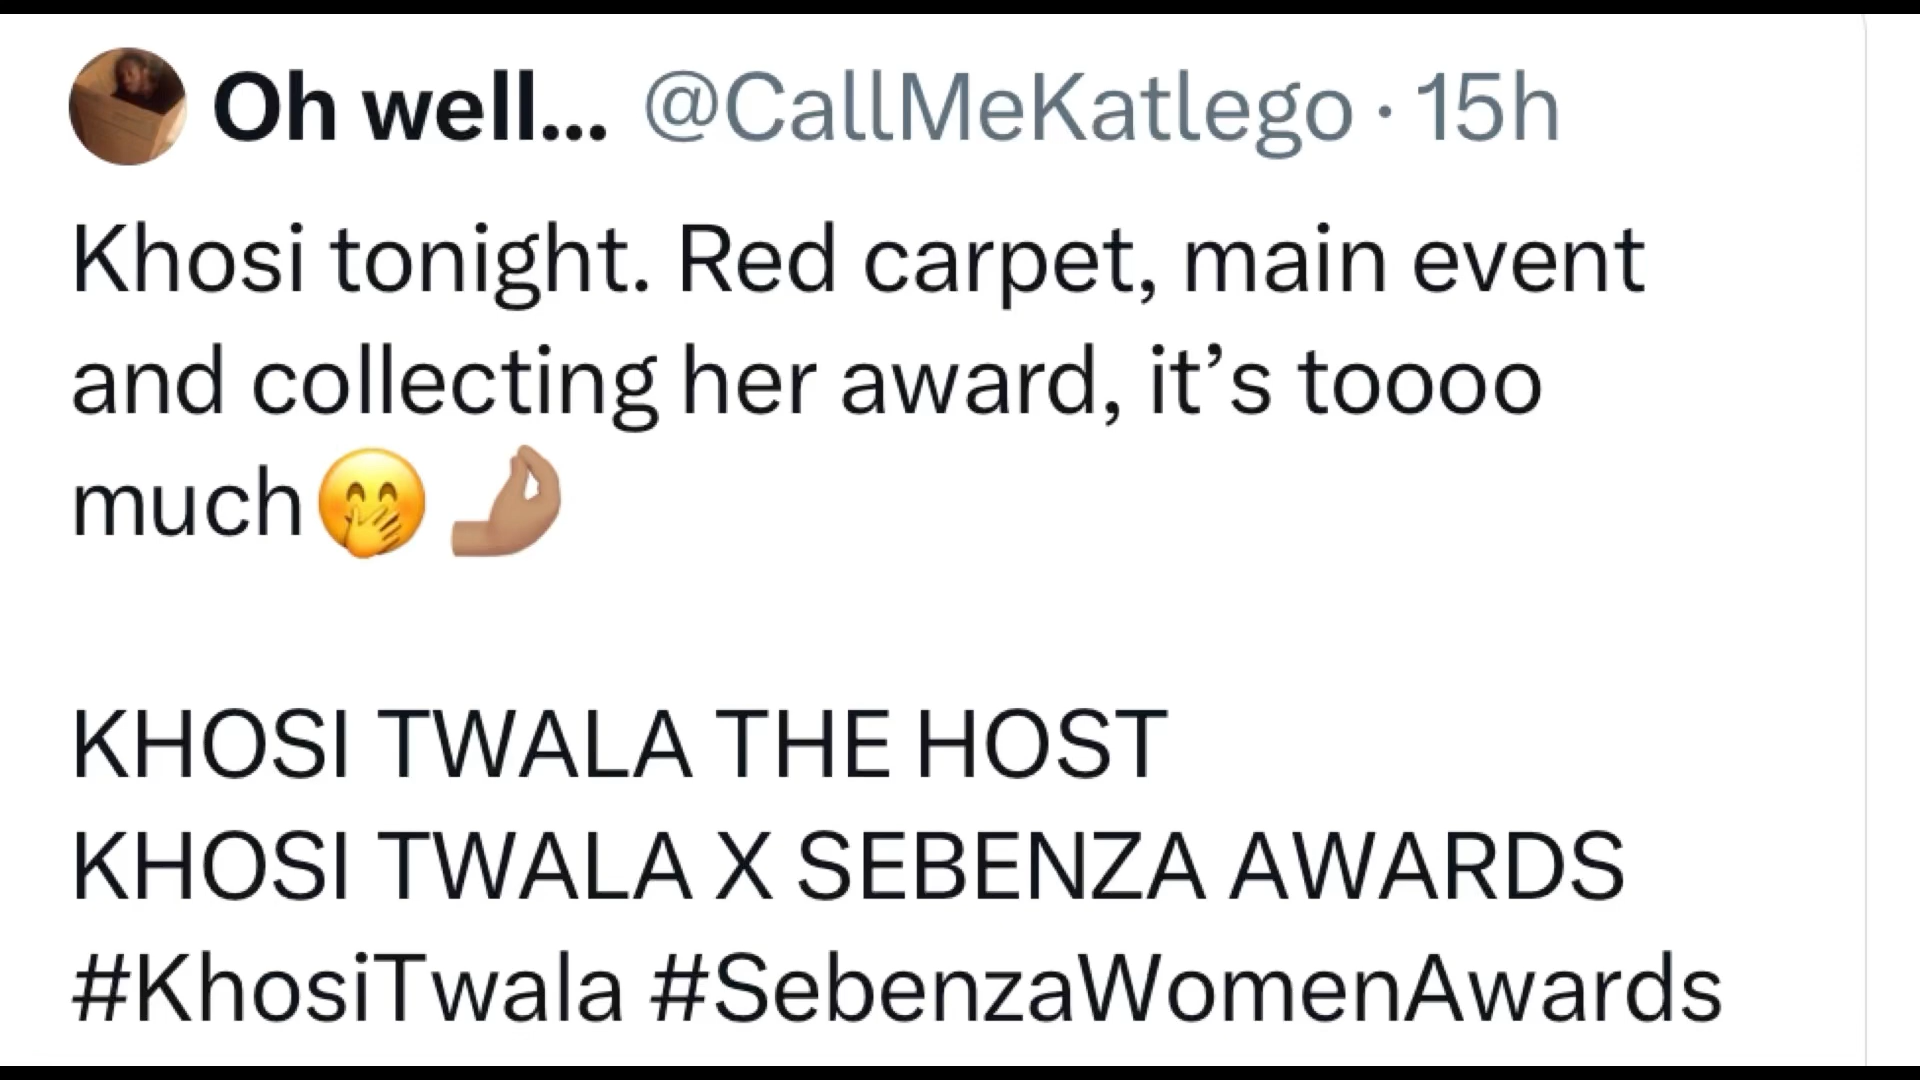 Oh well... @CallMeKatlego · 15h
Khosi tonight. Red carpet, main event
and collecting her award, it’s toooo
much🤭🤌🏽
KHOSI TWALA THE HOST
KHOSI TWALA X SEBENZA AWARDS
#KhosiTwala #SebenzaWomenAwards